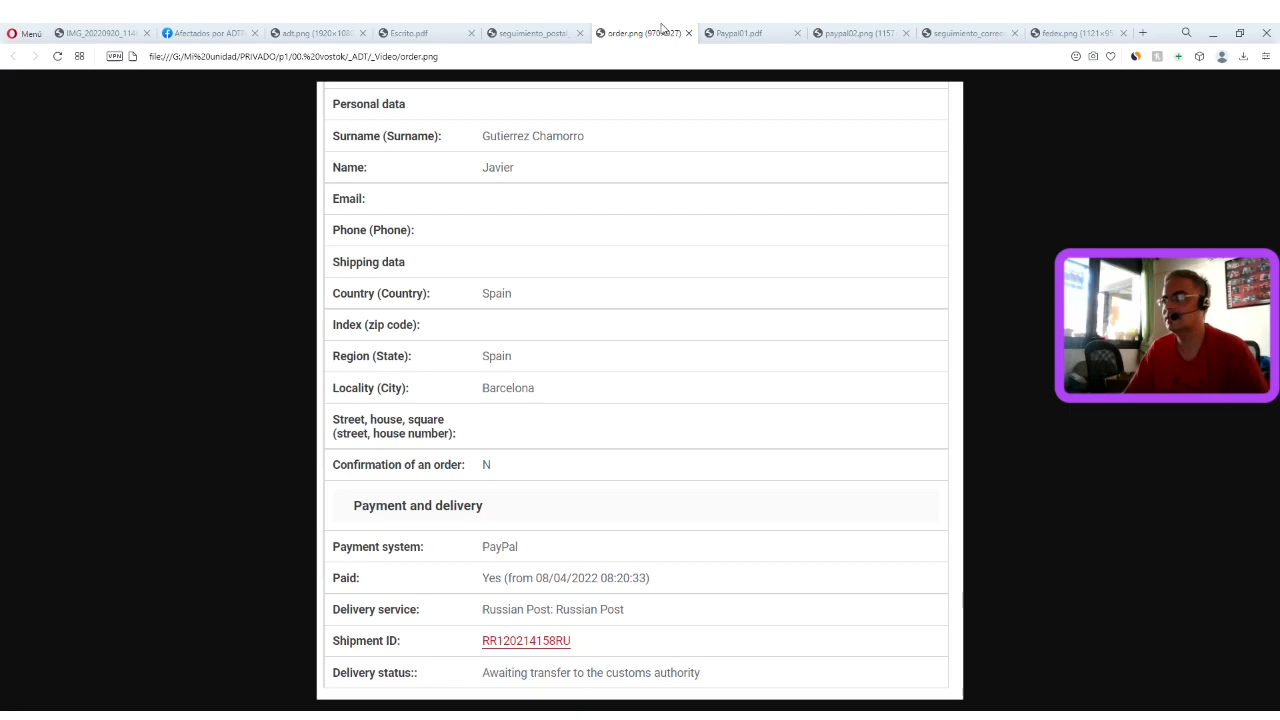 Menú
IMG_20220920_114
Afectados por ADT
adt.png (1920×108
Escrito.pdf
seguimiento_postal
order.png (970×927)
Paypal01.pdf
paypal02.png (1157
seguimiento_correo
fedex.png (1121×95
VPN
file:///G:/Mi%20unidad/PRIVADO/p1/00.%20vostok/_ADT/_Video/order.png
Personal data
Surname (Surname): Gutierrez Chamorro
Name: Javier
Email:
Phone (Phone):
Shipping data
Country (Country): Spain
Index (zip code):
Region (State): Spain
Locality (City): Barcelona
Street, house, square
(street, house number):
Confirmation of an order: N
Payment and delivery
Payment system: PayPal
Paid: Yes (from 08/04/2022 08:20:33)
Delivery service: Russian Post: Russian Post
Shipment ID: RR120214158RU
Delivery status:: Awaiting transfer to the customs authority